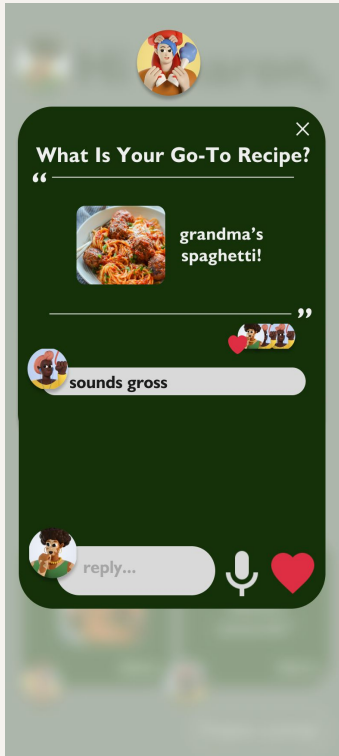 What Is Your Go-To Recipe?
“
grandma's
spaghetti!
”
sounds gross
reply...